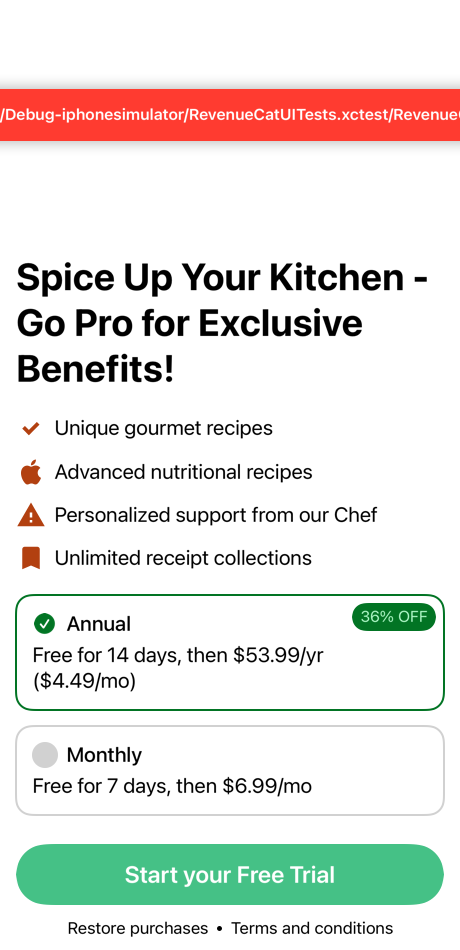 /Debug-iphonesimulator/RevenueCatUITests.xctest/Revenue
Spice Up Your Kitchen -
Go Pro for Exclusive
Benefits!
Unique gourmet recipes
Advanced nutritional recipes
Personalized support from our Chef
Unlimited receipt collections
Annual
36% OFF
Free for 14 days, then $53.99/yr
($4.49/mo)
Monthly
Free for 7 days, then $6.99/mo
Start your Free Trial
Restore purchases • Terms and conditions